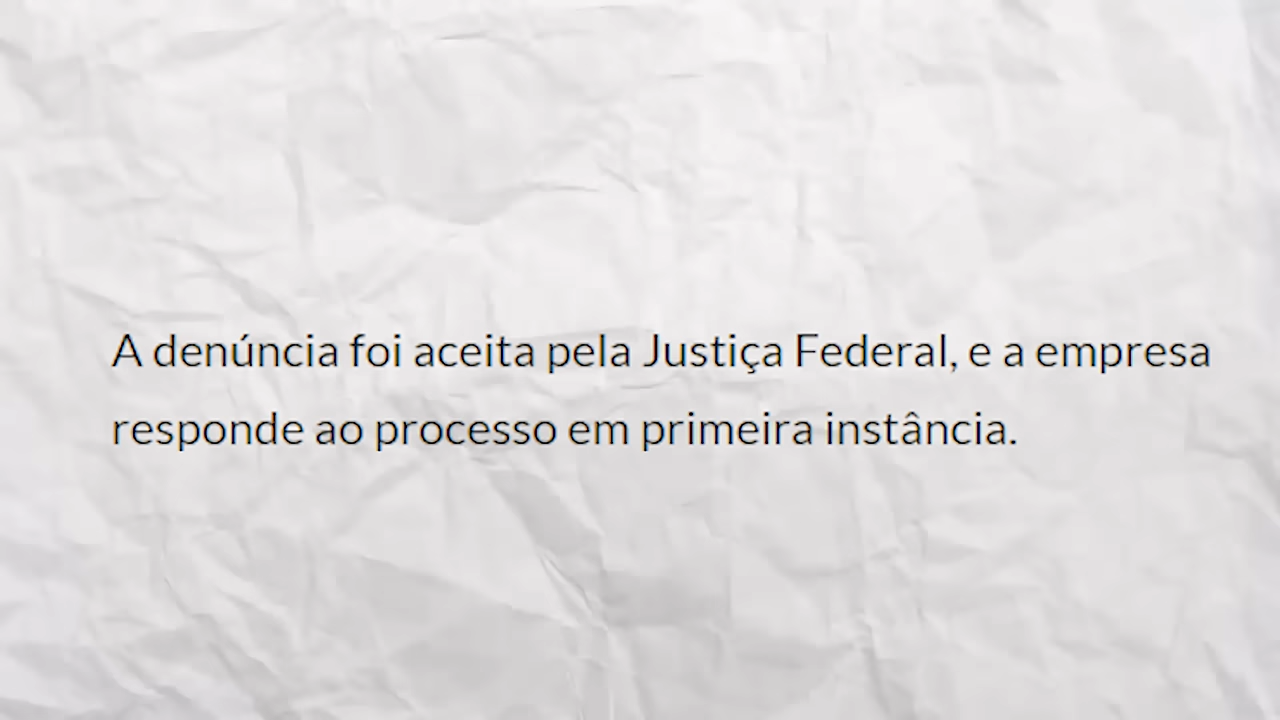 A denúncia foi aceita pela Justiça Federal, e a empresa
responde ao processo em primeira instância.